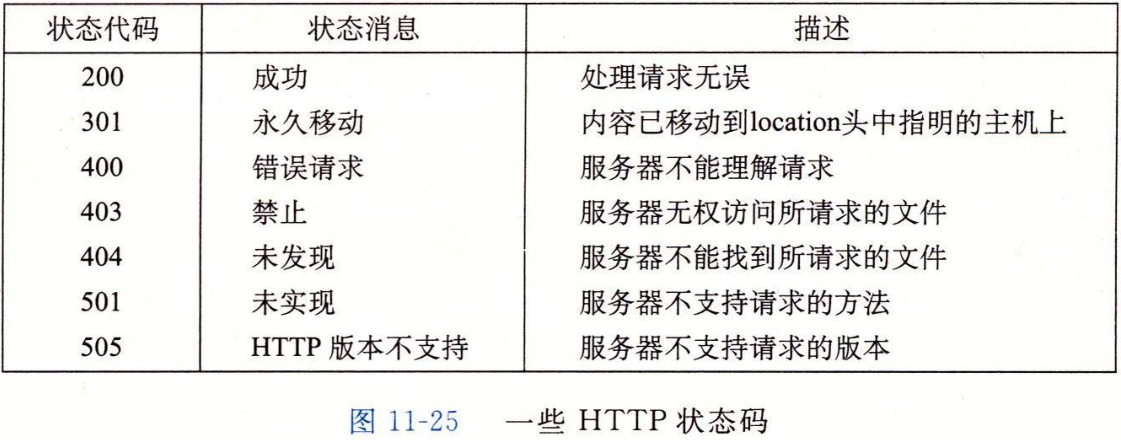 状态代码 状态消息 描述
200 成功 处理请求无误
301 永久移动 内容已移动到location头中指明的主机上
400 错误请求 服务器不能理解请求
403 禁止 服务器无权访问所请求的文件
404 未发现 服务器不能找到所请求的文件
501 未实现 服务器不支持请求的方法
505 HTTP 版本不支持 服务器不支持请求的版本
图 11-25 一些 HTTP 状态码